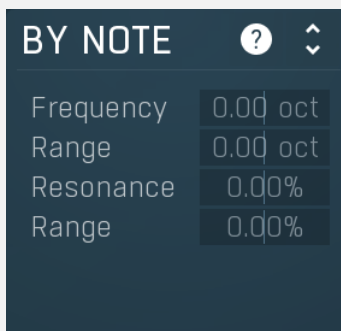 BY NOTE ?
Frequency 0.00 oct
Range 0.00 oct
Resonance 0.00%
Range 0.00%